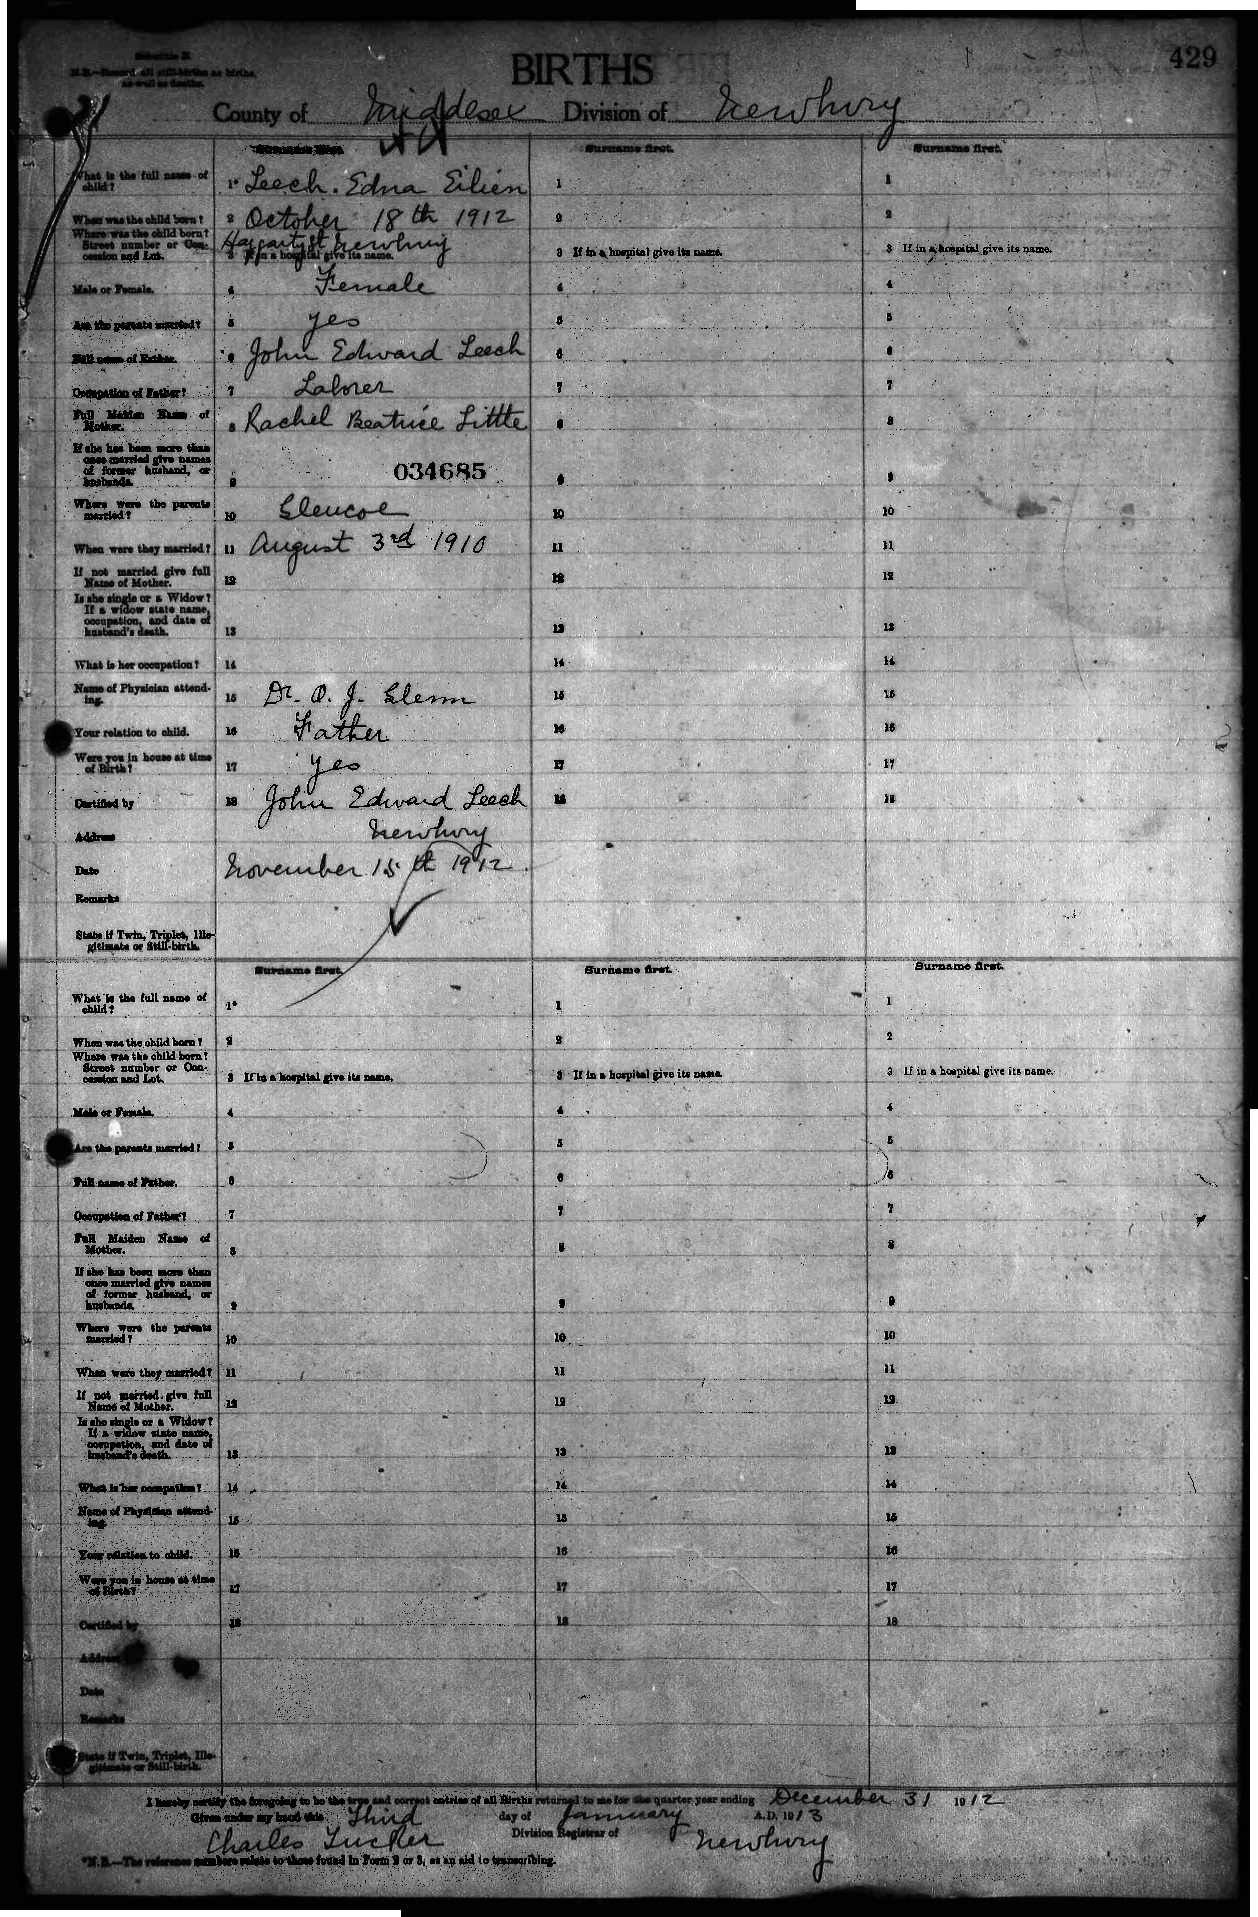 Schedule B.
N.B.—Record all still-births as births,
as well as deaths.
BIRTHS
429
County of Middlesex Division of Newbury
Surname first.
Surname first.
Surname first.
What is the full name of child? 1* Leech. Edna Eilien
1
1
When was the child born? 2 October 18th 1912
2
2
Where was the child born? Street number or Concession and Lot. Haggarty St Newbury
3 If in a hospital give its name.
3 If in a hospital give its name.
3 If in a hospital give its name.
Male or Female. 4 Female
4
4
Are the parents married? 5 yes
5
5
Full name of Father. 6 John Edward Leech
6
6
Occupation of Father? 7 Laborer
7
7
Full Maiden Name of Mother. 8 Rachel Beatrice Little
8
8
If she has been more than once married give names of former husband, or husbands. 9 034685
9
9
Where were the parents married? 10 Glencoe
10
10
When were they married? 11 August 3rd 1910
11
11
If not married give full Name of Mother. 12
12
12
Is she single or a Widow? If a widow state name, occupation, and date of husband's death. 13
13
13
What is her occupation? 14
14
14
Name of Physician attending. 15 Dr. O. J. Glenn
15
15
Your relation to child. 16 Father
16
16
Were you in house at time of Birth? 17 yes
17
17
Certified by 18 John Edward Leech
18
18
Address Newbury
Date November 15th 1912.
Remarks
State if Twin, Triplet, Illegitimate or Still-birth.
Surname first.
Surname first.
Surname first.
What is the full name of child? 1*
1
1
When was the child born? 2
2
2
Where was the child born? Street number or Concession and Lot. 3 If in a hospital give its name.
3 If in a hospital give its name.
3 If in a hospital give its name.
Male or Female. 4
4
4
Are the parents married? 5
5
5
Full name of Father. 6
6
6
Occupation of Father? 7
7
7
Full Maiden Name of Mother. 8
8
8
If she has been more than once married give names of former husband, or husbands. 9
9
9
Where were the parents married? 10
10
10
When were they married? 11
11
11
If not married give full Name of Mother. 12
12
12
Is she single or a Widow? If a widow state name, occupation, and date of husband's death. 13
13
13
What is her occupation? 14
14
14
Name of Physician attending. 15
15
15
Your relation to child. 16
16
16
Were you in house at time of Birth? 17
17
17
Certified by 18
18
18
Address
Date
Remarks
State if Twin, Triplet, Illegitimate or Still-birth.
I hereby certify the foregoing to be the true and correct entries of all Births returned to me for the quarter year ending December 31 1912
Given under my hand this Third day of January A.D. 1913
Charles Tucker Division Registrar of Newbury
*N.B.—The reference numbers relate to those found in Form 2 or 3, as an aid to transcribing.